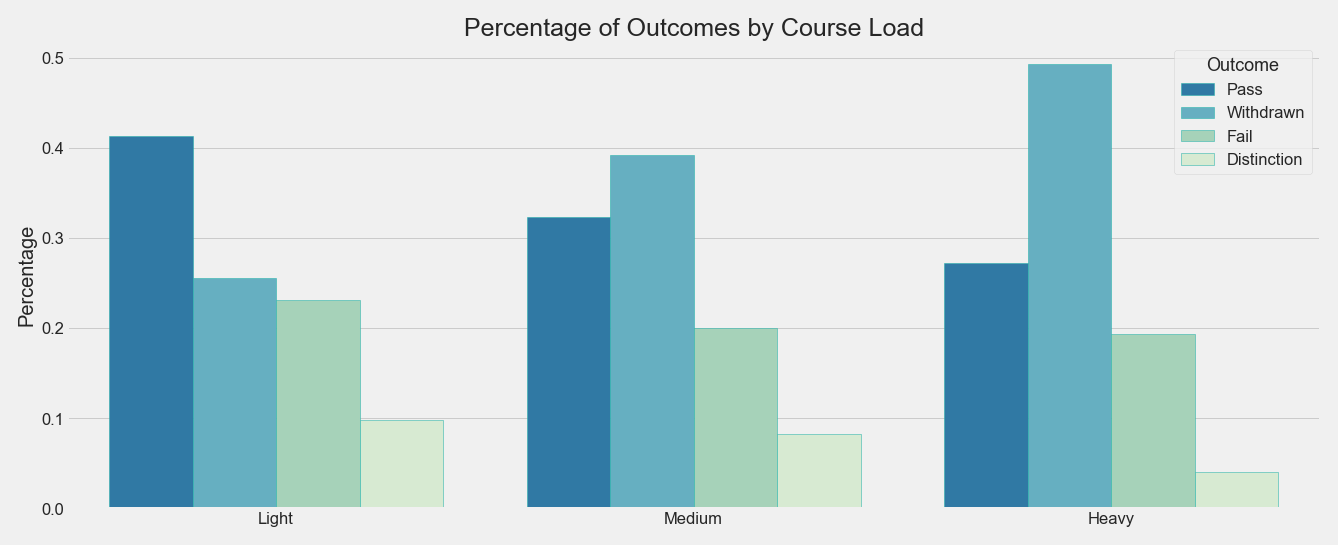 Percentage of Outcomes by Course Load
Percentage
0.5
0.4
0.3
0.2
0.1
0.0
Light
Medium
Heavy
Outcome
Pass
Withdrawn
Fail
Distinction